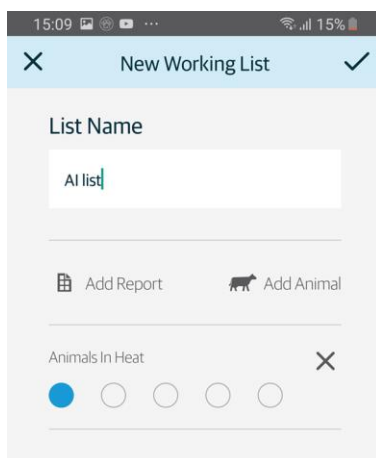 15:09 ... 15%
New Working List
List Name
AI list
Add Report Add Animal
Animals In Heat